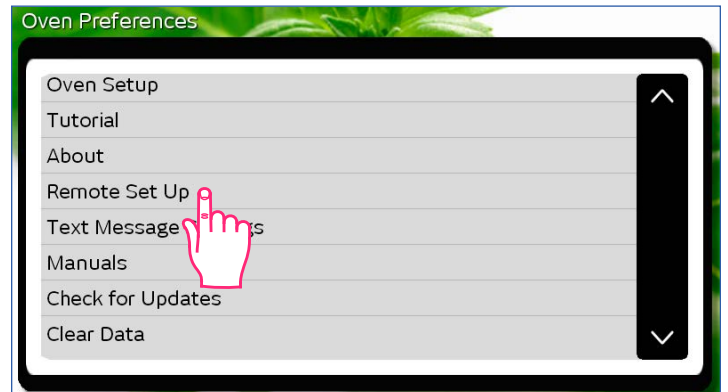 Oven Preferences
Oven Setup
Tutorial
About
Remote Set Up
Text Message
Manuals
Check for Updates
Clear Data